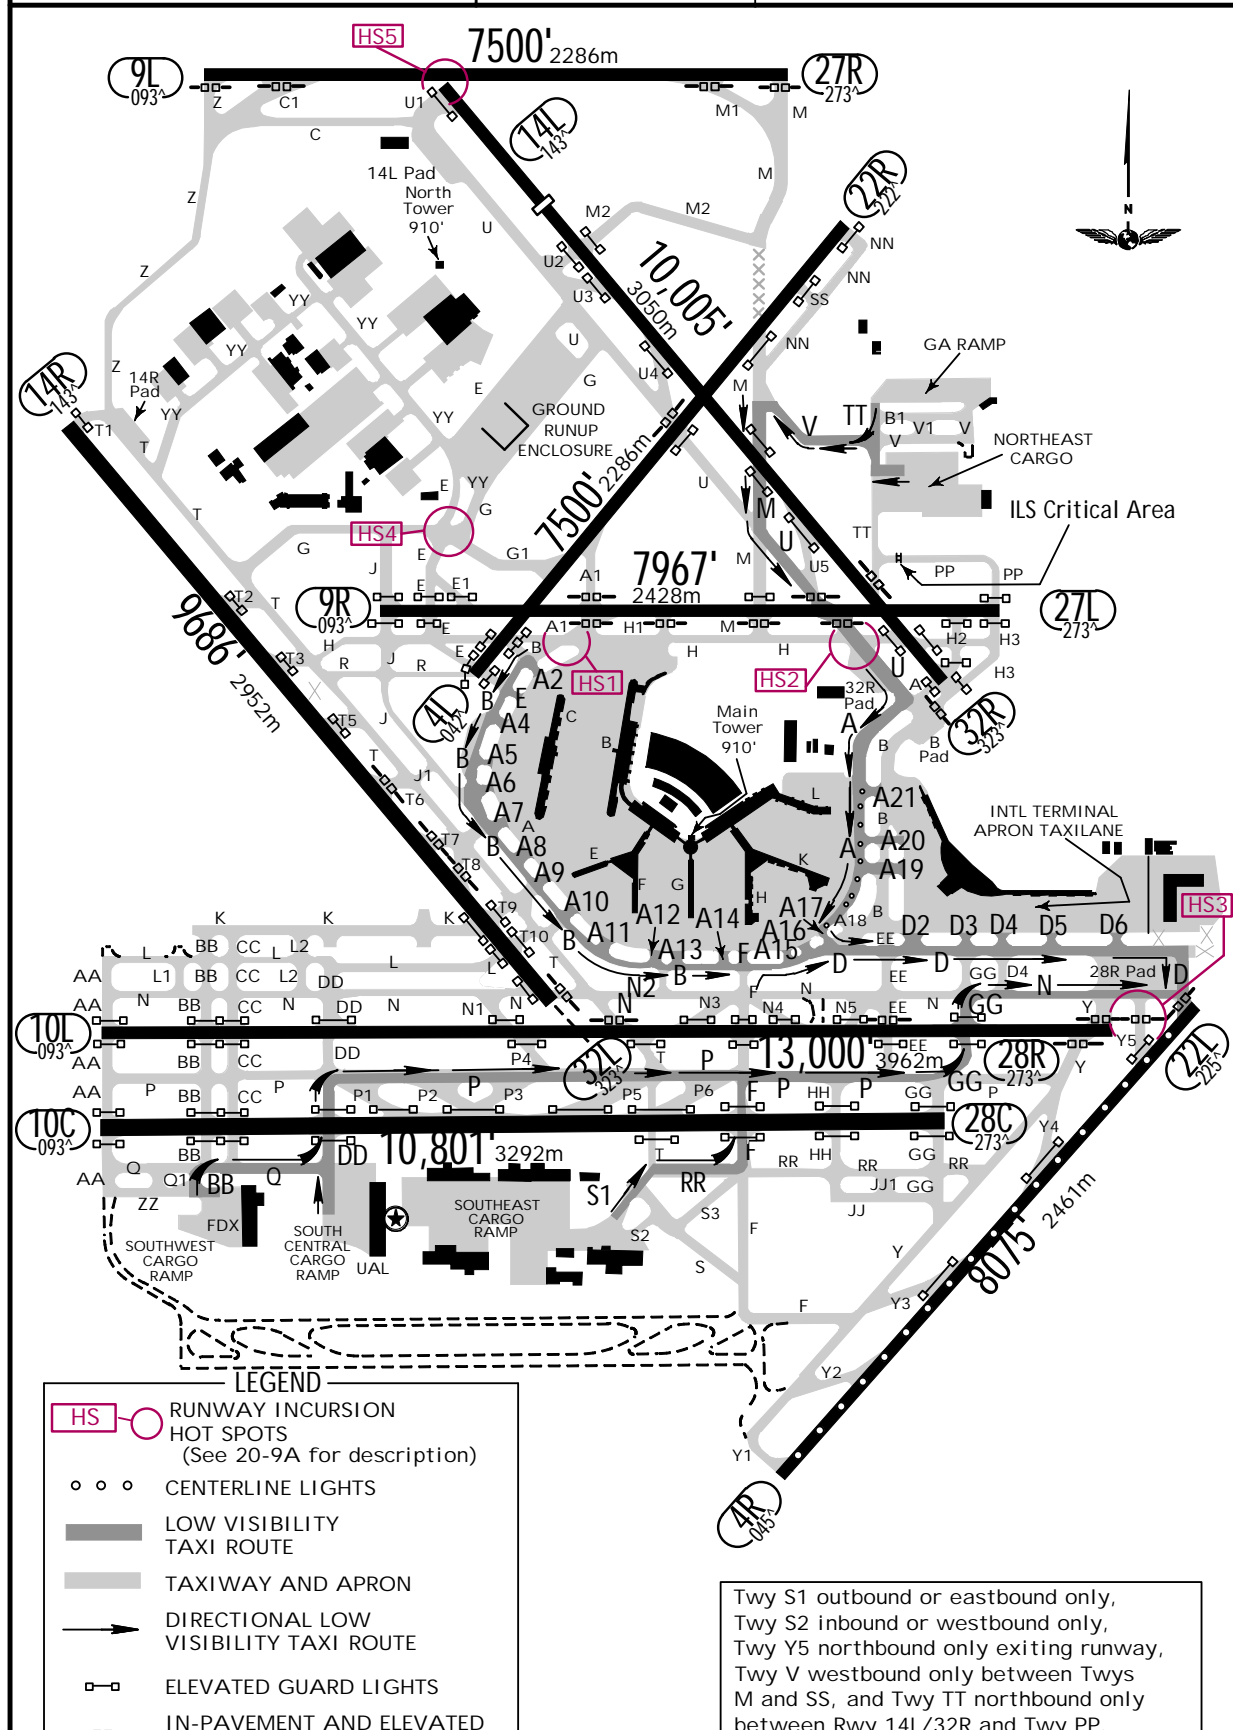 HS5
7500' 2286m
9L
093^
27R
273^
Z
C1
U1
M1
M
C
14L
143^
14L Pad
North
Tower
910'
M
22R
222^
Z
U
M2
M2
NN
U2
10,005'
3050m
Z
YY
U3
SS
NN
YY
U
NN
GA RAMP
14R
143^
Z
YY
14R
Pad
YY
E
G
U4
M
YY
GROUND
RUNUP
ENCLOSURE
V
TT
B1
V
V1
V
NORTHEAST
CARGO
T1
T
7500' 2286m
E
YY
U
M
T
G
HS4
ILS Critical Area
G
E
G1
U
TT
J
M
U5
PP
PP
A1
7967'
2428m
T2
T
9R
093^
E
E1
27L
273^
9686'
2952m
H
E
A1
H1
M
H
H
H2
H3
T3
R
J
R
E
B
HS1
HS2
U
H3
A2
32R
Pad
A
4L
042^
B
E
C
Main
Tower
910'
32R
323^
T5
J
A4
A
B
B
Pad
B
A5
B
T
J1
A6
L
A21
INTL TERMINAL
APRON TAXILANE
T6
A7
A
B
T7
B
A8
A
A20
T8
A9
E
F
G
H
K
A19
A10
A17
B
HS3
T9
K
K
K
A11
A12
A14
A16
A18
D2
D3
D4
D5
D6
T10
B
A13
F
A15
EE
L
BB
CC
L2
L
L
T
B
D
D
AA
L1
BB
CC
L2
DD
L
N2
F
N
EE
GG
D4
28R Pad
D
N
AA
N
BB
CC
N
DD
N
N1
N
N
N3
N4
N5
EE
N
GG
10L
093^
Y
AA
BB
CC
DD
P4
32L
323^
T
P
13,000' 3962m
EE
28R
273^
Y5
22L
225^
Y
AA
P
BB
CC
P
P1
P2
P
P3
P5
P6
F
P
HH
P
GG
GG
P
10C
093^
28C
273^
Y4
BB
DD
10,801' 3292m
T
F
HH
GG
AA
Q
Q1
BB
Q
RR
RR
RR
RR
ZZ
S1
JJ1
GG
FDX
SOUTHEAST
CARGO
RAMP
S3
JJ
2461m
SOUTHWEST
CARGO
RAMP
SOUTH
CENTRAL
CARGO
RAMP
UAL
S2
F
S
Y
8075'
F
Y3
Y2
Y1
4R
045^
LEGEND
HS
RUNWAY INCURSION
HOT SPOTS
(See 20-9A for description)
CENTERLINE LIGHTS
LOW VISIBILITY
TAXI ROUTE
TAXIWAY AND APRON
DIRECTIONAL LOW
VISIBILITY TAXI ROUTE
ELEVATED GUARD LIGHTS
IN-PAVEMENT AND ELEVATED
Twy S1 outbound or eastbound only,
Twy S2 inbound or westbound only,
Twy Y5 northbound only exiting runway,
Twy V westbound only between Twys
M and SS, and Twy TT northbound only
between Rwy 14L/32R and Twy PP